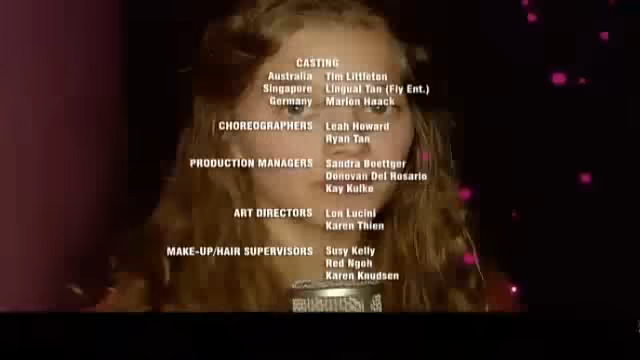 CASTING
Australia Tim Littleton
Singapore Lingual Tan (Fly Ent.)
Germany Marion Haack
CHOREOGRAPHERS Leah Howard
Ryan Tan
PRODUCTION MANAGERS Sandra Boettger
Donovan Del Rosario
Kay Kulke
ART DIRECTORS Lon Lucini
Karen Thien
MAKE-UP/HAIR SUPERVISORS Susy Kelly
Red Ngoh
Karen Knudsen